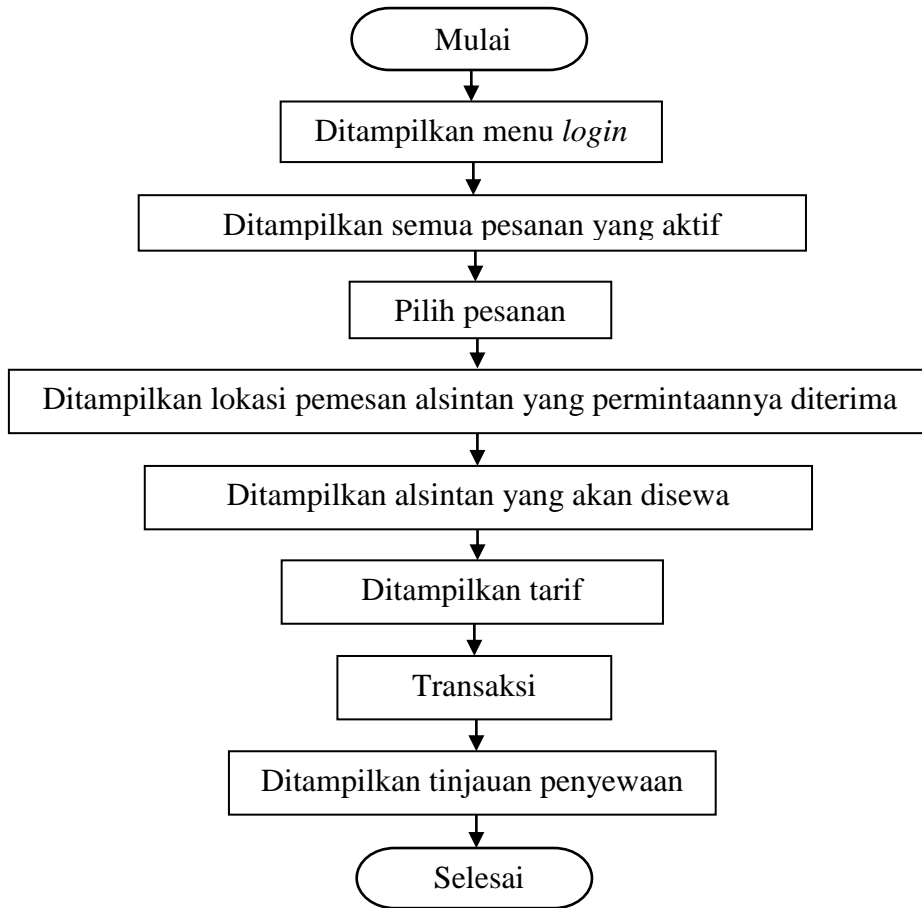 Mulai
Ditampilkan menu login
Ditampilkan semua pesanan yang aktif
Pilih pesanan
Ditampilkan lokasi pemesan alsintan yang permintaannya diterima
Ditampilkan alsintan yang akan disewa
Ditampilkan tarif
Transaksi
Ditampilkan tinjauan penyewaan
Selesai